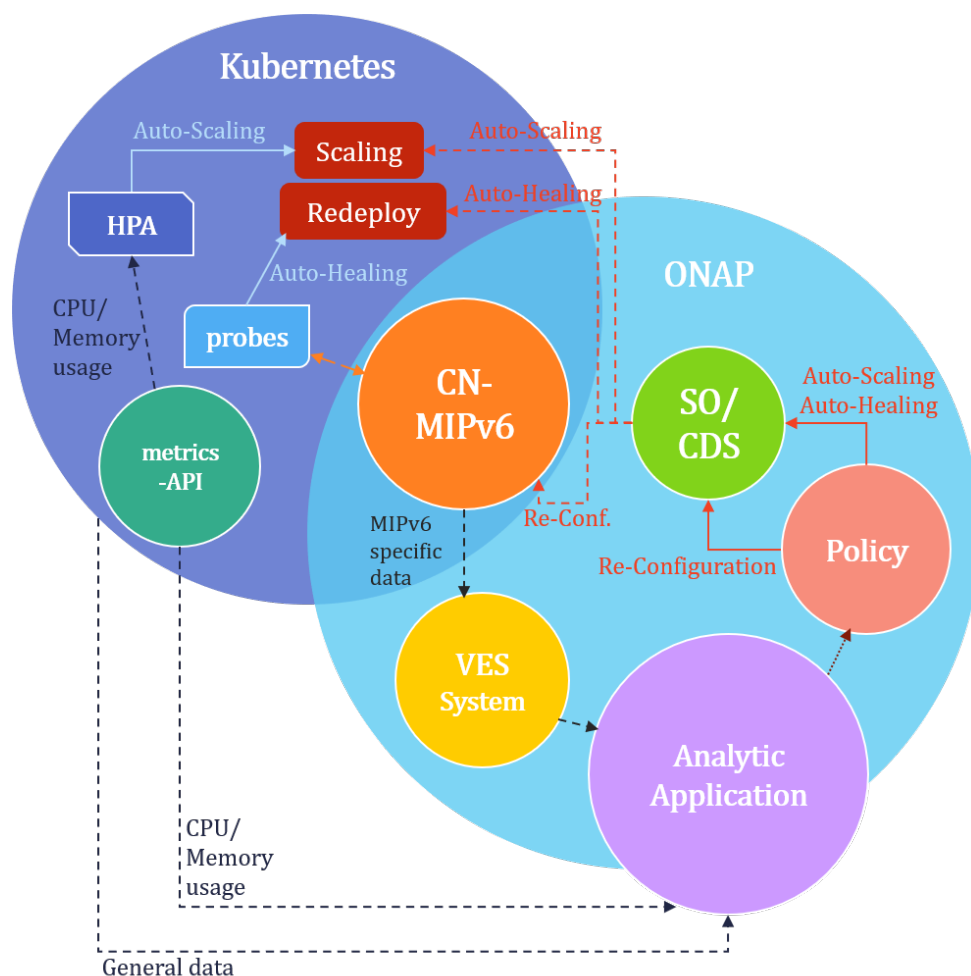 Kubernetes
Auto-Scaling
Scaling
Auto-Scaling
Redeploy
Auto-Healing
HPA
Auto-Healing
ONAP
CPU/
Memory
usage
probes
CN-
MIPv6
SO/
CDS
Auto-Scaling
Auto-Healing
metrics
-API
Re-Conf.
MIPv6
specific
data
Policy
Re-Configuration
VES
System
Analytic
Application
CPU/
Memory
usage
General data